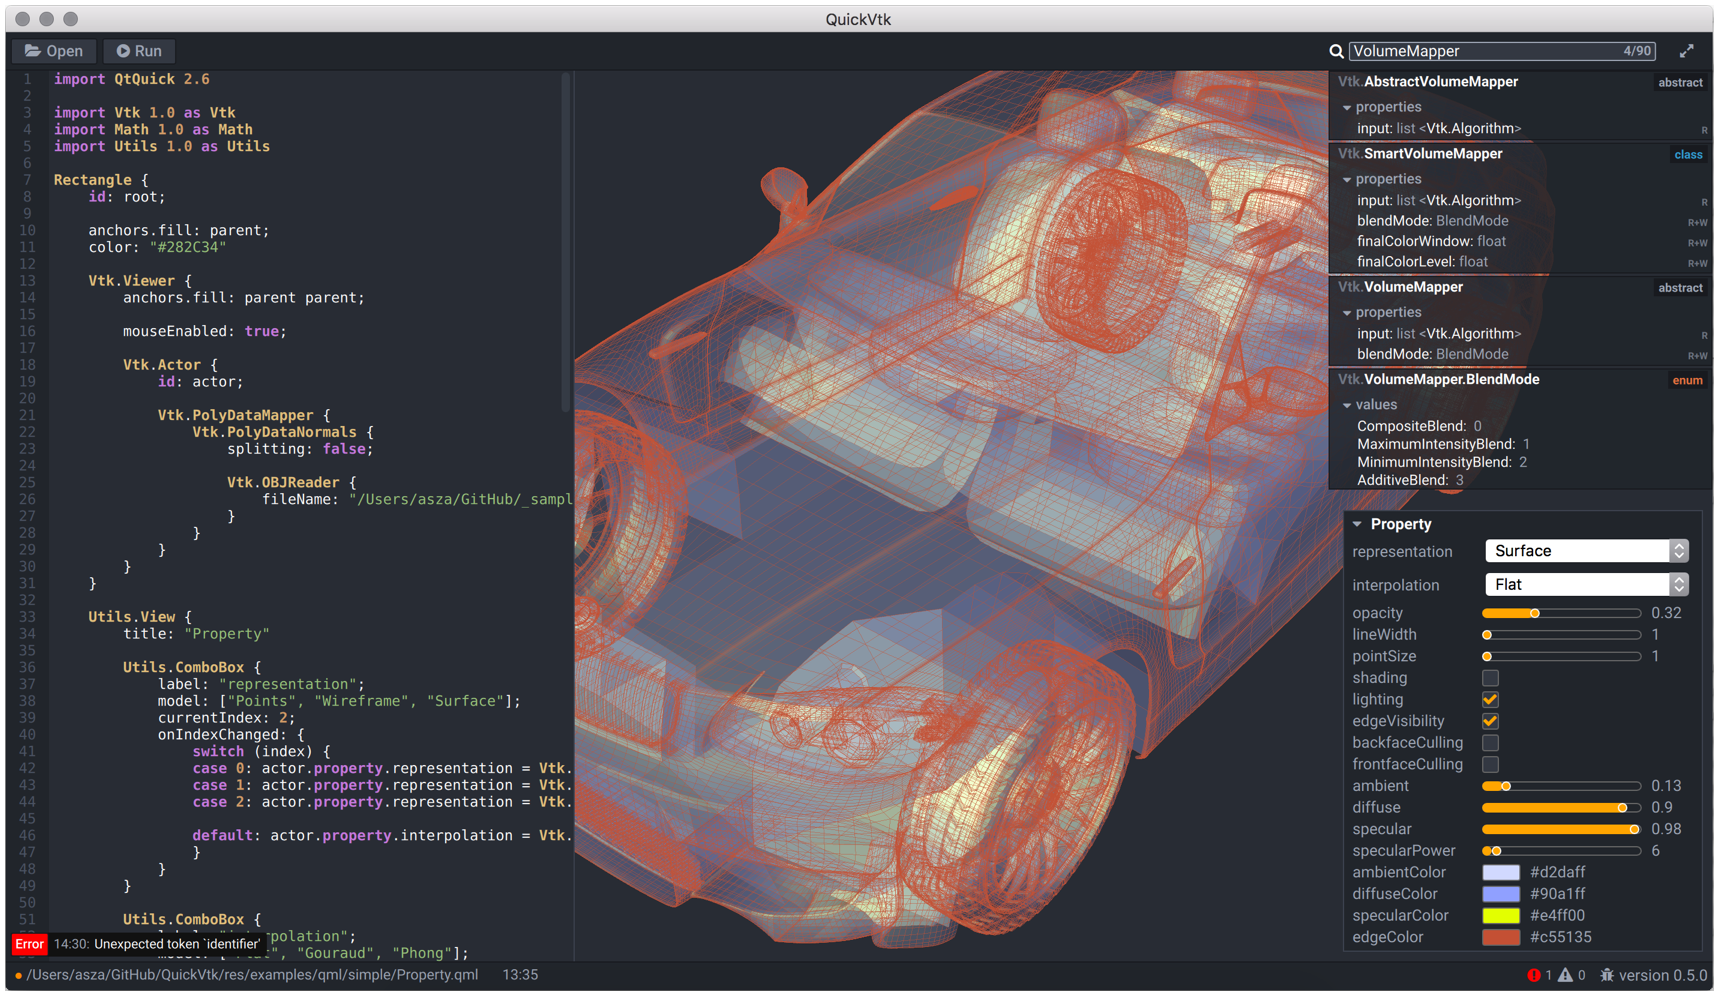 QuickVtk
Open
Run
VolumeMapper 4/90
1 import QtQuick 2.6
2
3 import Vtk 1.0 as Vtk
4 import Math 1.0 as Math
5 import Utils 1.0 as Utils
6
7 Rectangle {
8 id: root;
9
10 anchors.fill: parent;
11 color: "#282C34"
12
13 Vtk.Viewer {
14 anchors.fill: parent parent;
15
16 mouseEnabled: true;
17
18 Vtk.Actor {
19 id: actor;
20
21 Vtk.PolyDataMapper {
22 Vtk.PolyDataNormals {
23 splitting: false;
24
25 Vtk.OBJReader {
26 fileName: "/Users/asza/GitHub/_sampl
27 }
28 }
29 }
30 }
31 }
32
33 Utils.View {
34 title: "Property"
35
36 Utils.ComboBox {
37 label: "representation";
38 model: ["Points", "Wireframe", "Surface"];
39 currentIndex: 2;
40 onIndexChanged: {
41 switch (index) {
42 case 0: actor.property.representation = Vtk.
43 case 1: actor.property.representation = Vtk.
44 case 2: actor.property.representation = Vtk.
45
46 default: actor.property.interpolation = Vtk.
47 }
48 }
49 }
50
51 Utils.ComboBox {
polation";
"Gouraud", "Phong"];
Error 14:30: Unexpected token `identifier'
/Users/asza/GitHub/QuickVtk/res/examples/qml/simple/Property.qml 13:35
Vtk.AbstractVolumeMapper abstract
properties
input: list <Vtk.Algorithm> R
Vtk.SmartVolumeMapper class
properties
input: list <Vtk.Algorithm> R
blendMode: BlendMode R+W
finalColorWindow: float R+W
finalColorLevel: float R+W
Vtk.VolumeMapper abstract
properties
input: list <Vtk.Algorithm> R
blendMode: BlendMode R+W
Vtk.VolumeMapper.BlendMode enum
values
CompositeBlend: 0
MaximumIntensityBlend: 1
MinimumIntensityBlend: 2
AdditiveBlend: 3
Property
representation Surface
interpolation Flat
opacity 0.32
lineWidth 1
pointSize 1
shading
lighting
edgeVisibility
backfaceCulling
frontfaceCulling
ambient 0.13
diffuse 0.9
specular 0.98
specularPower 6
ambientColor #d2daff
diffuseColor #90a1ff
specularColor #e4ff00
edgeColor #c55135
1 0 version 0.5.0